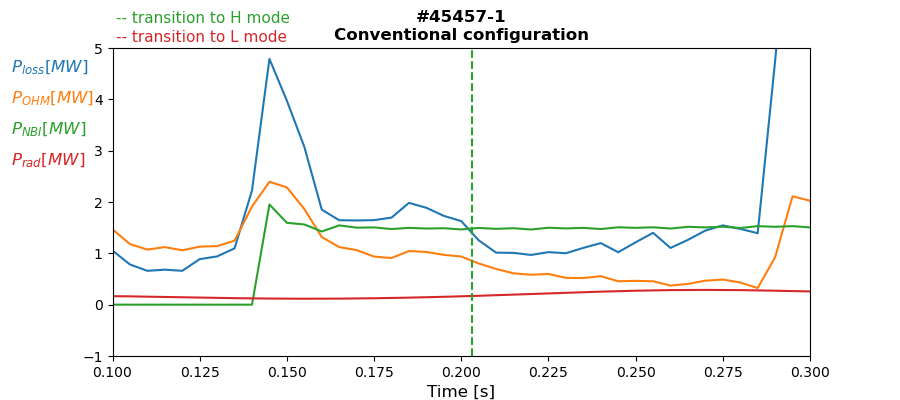 -- transition to H mode
-- transition to L mode
#45457-1
Conventional configuration
P_loss[MW]
P_OHM[MW]
P_NBI[MW]
P_rad[MW]
5
4
3
2
1
0
−1
0.100 0.125 0.150 0.175 0.200 0.225 0.250 0.275 0.300
Time [s]